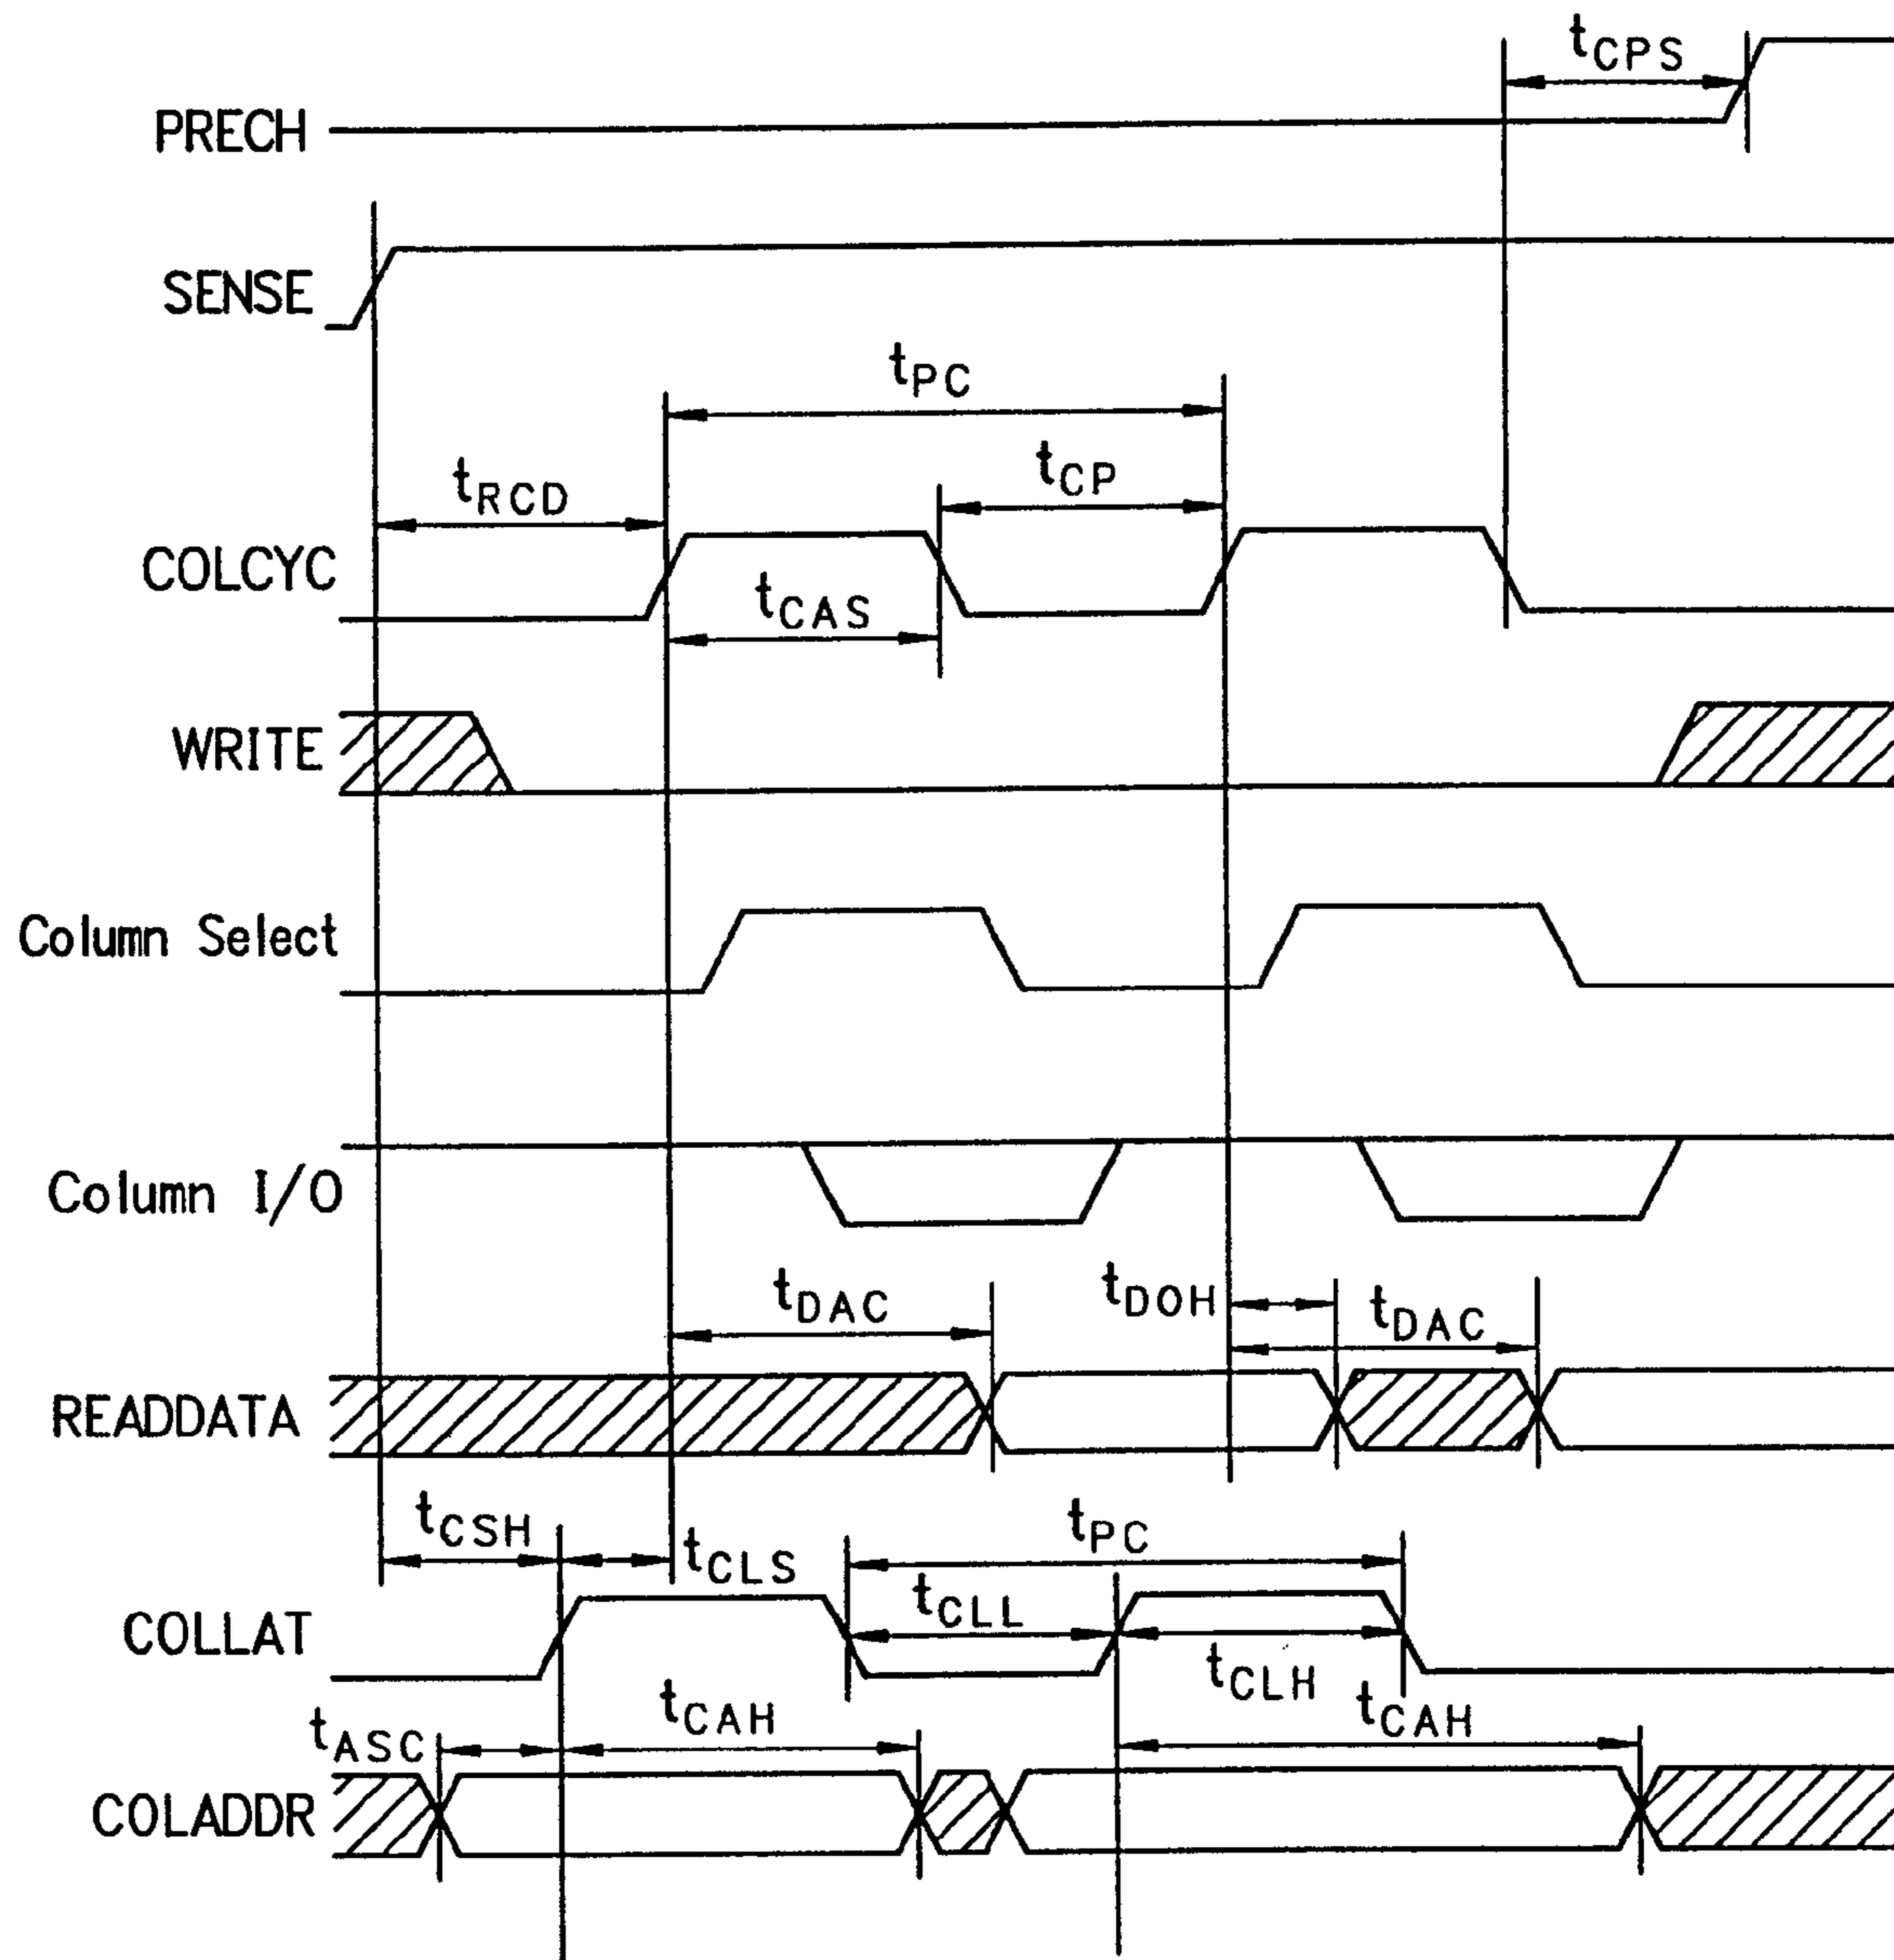 tCPS
PRECH
SENSE
tPC
tRCD
tCP
COLCYC
tCAS
WRITE
Column Select
Column I/O
tDAC
tDOH
tDAC
READDATA
tCSH
tCLS
tPC
COLLAT
tCLL
tCLH
tASC
tCAH
tCAH
COLADDR